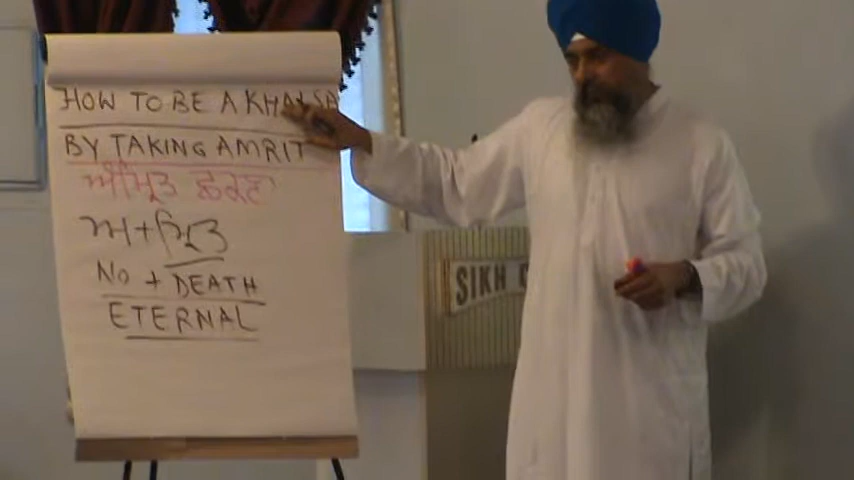 HOW TO BE A KHALSA
BY TAKING AMRIT
ਅੰਮ੍ਰਿਤ ਛਕਣਾ
ਅ+ਮ੍ਰਿਤ
NO + DEATH
ETERNAL
SIKH